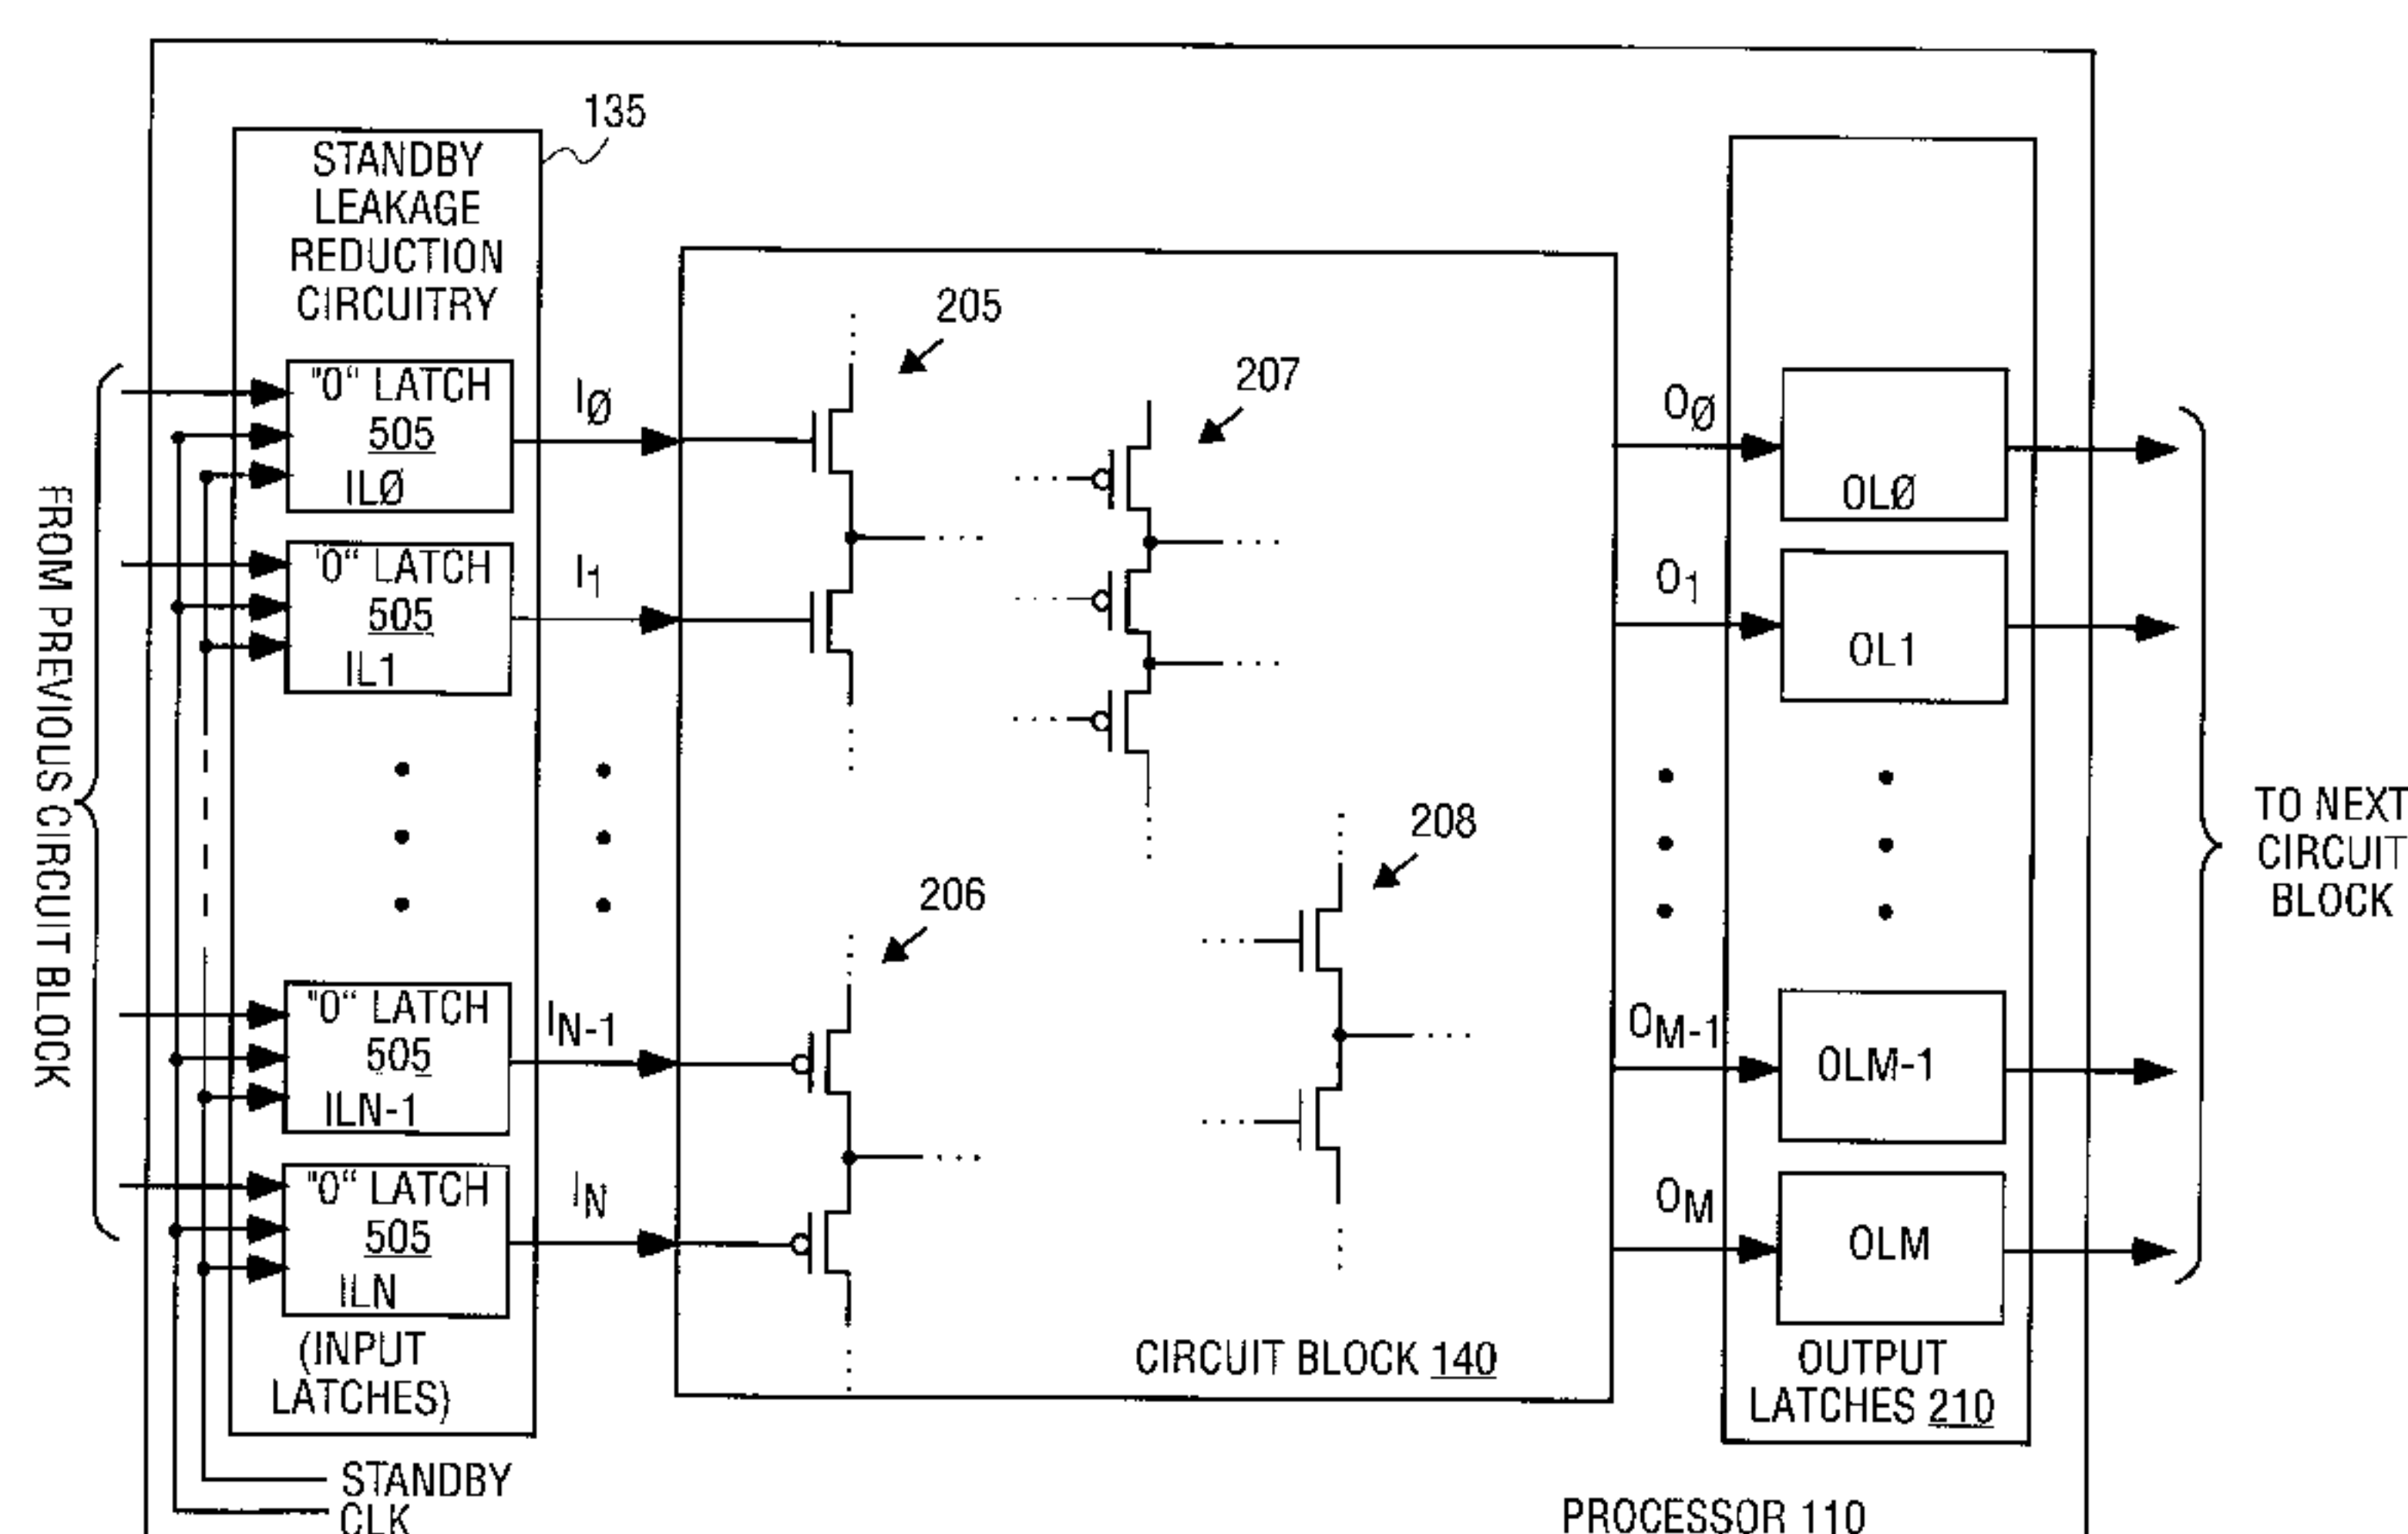 135
STANDBY
LEAKAGE
REDUCTION
CIRCUITRY
FROM PREVIOUS CIRCUIT BLOCK
"0" LATCH
505
ILØ
"0" LATCH
505
IL1
"0" LATCH
505
ILN-1
"0" LATCH
505
ILN
(INPUT
LATCHES)
STANDBY
CLK
IØ
I1
IN-1
IN
205
207
206
208
CIRCUIT BLOCK 140
OØ
O1
OM-1
OM
OLØ
OL1
OLM-1
OLM
OUTPUT
LATCHES 210
TO NEXT
CIRCUIT
BLOCK
PROCESSOR 110